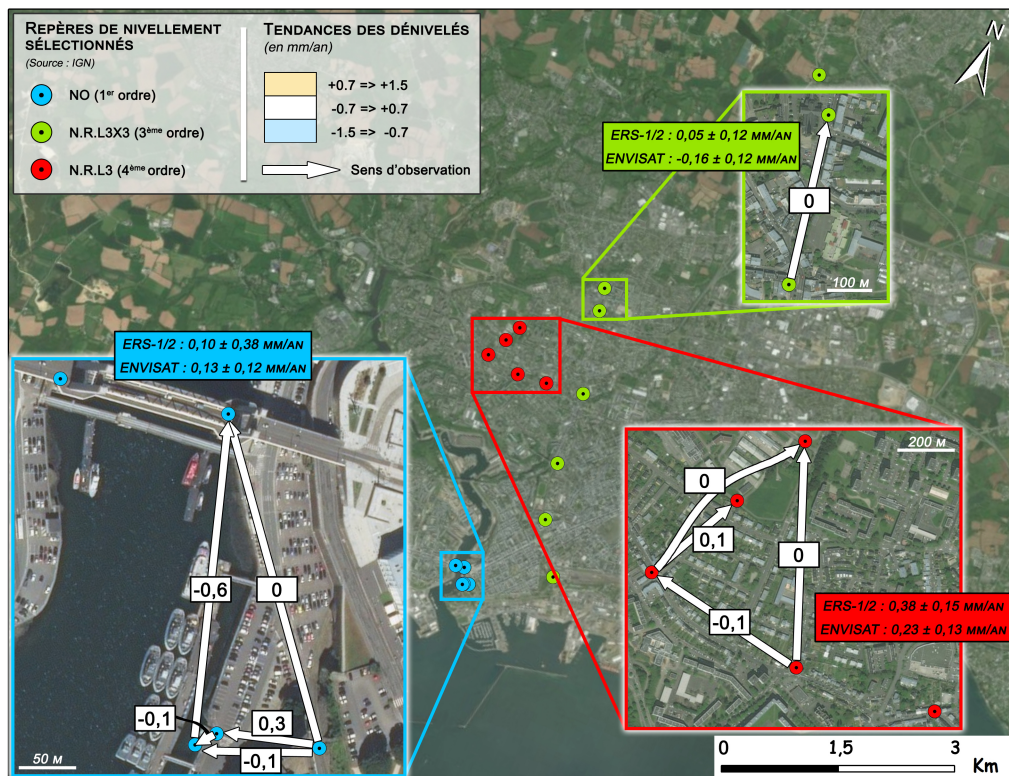 REPÈRES DE NIVELLEMENT
SÉLECTIONNÉS
(Source : IGN)
NO (1er ordre)
N.R.L3X3 (3ème ordre)
N.R.L3 (4ème ordre)
TENDANCES DES DÉNIVELÉS
(en mm/an)
+0.7 => +1.5
-0.7 => +0.7
-1.5 => -0.7
Sens d'observation
N
ERS-1/2 : 0,05 ± 0,12 MM/AN
ENVISAT : -0,16 ± 0,12 MM/AN
0
100 M
ERS-1/2 : 0,10 ± 0,38 MM/AN
ENVISAT : 0,13 ± 0,12 MM/AN
-0,6
0
-0,1
0,3
-0,1
50 M
200 M
0
0,1
0
-0,1
ERS-1/2 : 0,38 ± 0,15 MM/AN
ENVISAT : 0,23 ± 0,13 MM/AN
0 1,5 3
Km